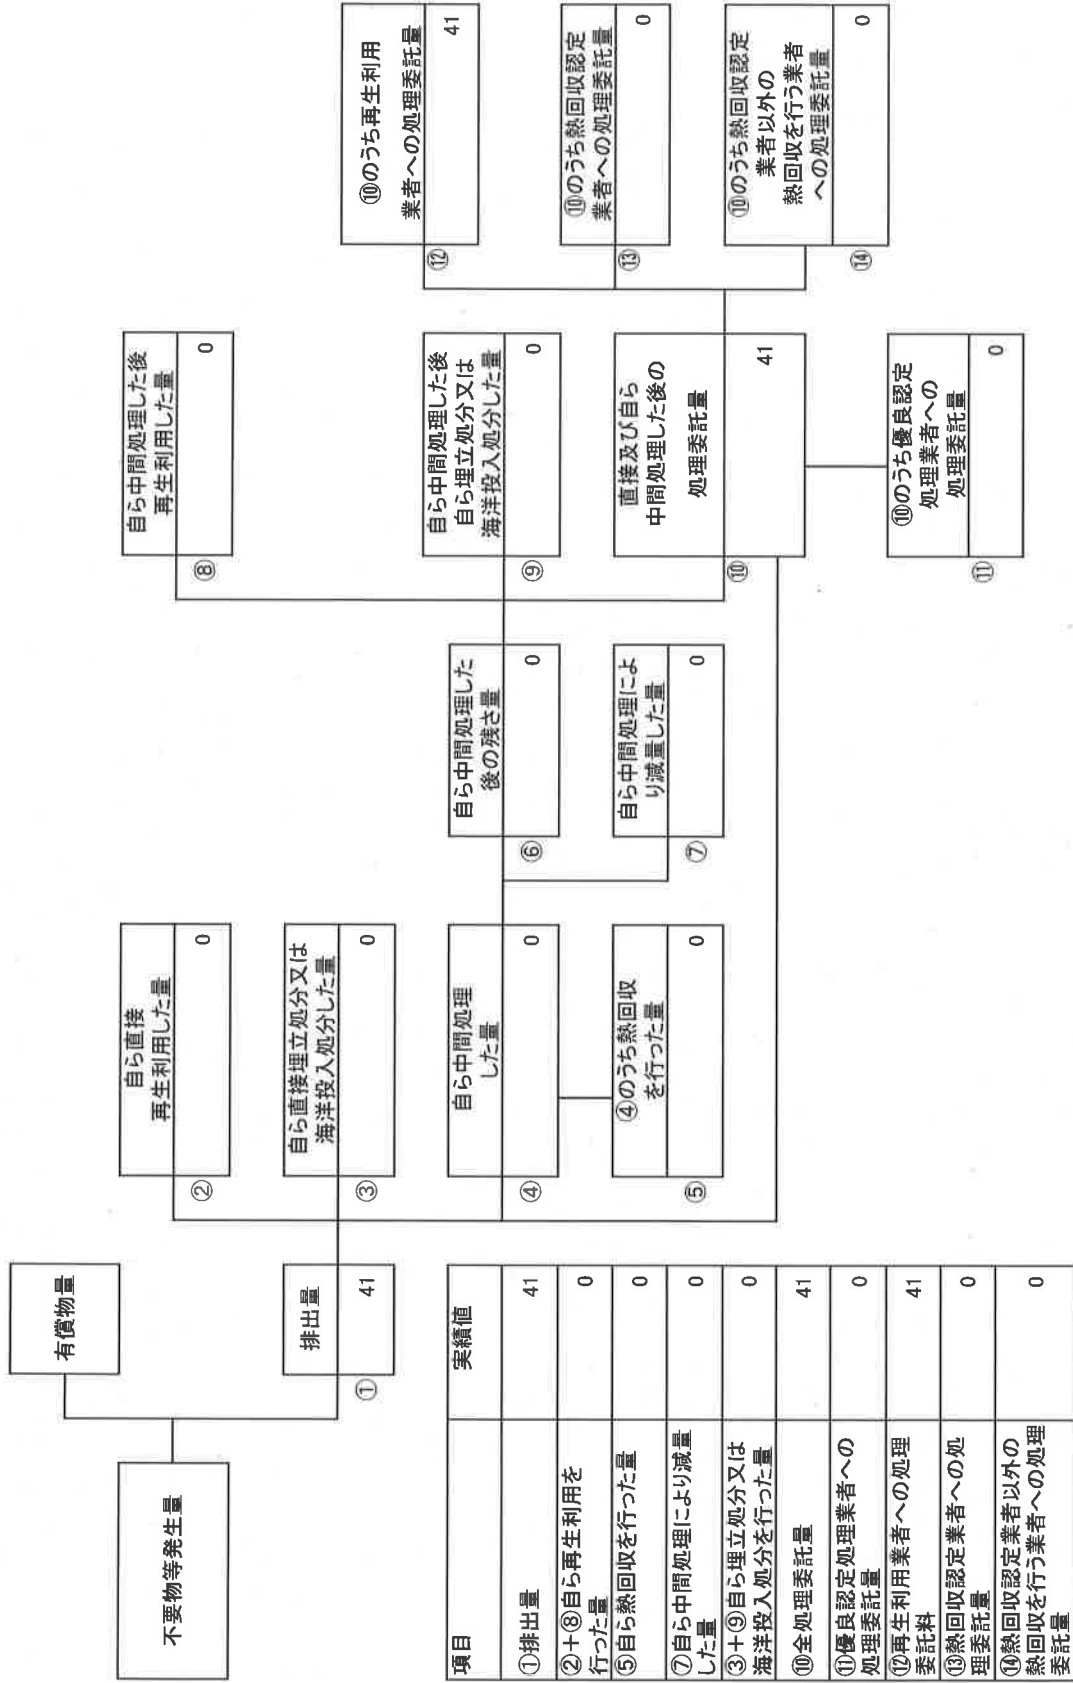 不要物等発生量
有償物量
排出量
① 41
自ら直接
再生利用した量
② 0
自ら直接埋立処分又は
海洋投入処分した量
③ 0
自ら中間処理
した量
④ 0
④のうち熱回収
を行った量
⑤ 0
自ら中間処理した
後の残さ量
⑥ 0
自ら中間処理によ
り減量した量
⑦ 0
自ら中間処理した後
再生利用した量
⑧ 0
自ら中間処理した後
自ら埋立処分又は
海洋投入処分した量
⑨ 0
直接及び自ら
中間処理した後の
処理委託量
⑩ 41
⑩のうち優良認定
処理業者への
処理委託量
⑪ 0
⑩のうち再生利用
業者への処理委託量
⑫ 41
⑩のうち熱回収認定
業者への処理委託量
⑬ 0
⑩のうち熱回収認定
業者以外の
熱回収を行う業者
への処理委託量
⑭ 0
項目 実績値
①排出量 41
②+⑧自ら再生利用を
行った量 0
⑤自ら熱回収を行った量 0
⑦自ら中間処理により減量
した量 0
③+⑨自ら埋立処分又は
海洋投入処分を行った量 0
⑩全処理委託量 41
⑪優良認定処理業者への
処理委託量 0
⑫再生利用業者への処理
委託料 41
⑬熱回収認定業者への処
理委託量 0
⑭熱回収認定業者以外の
熱回収を行う業者への処理
委託量 0